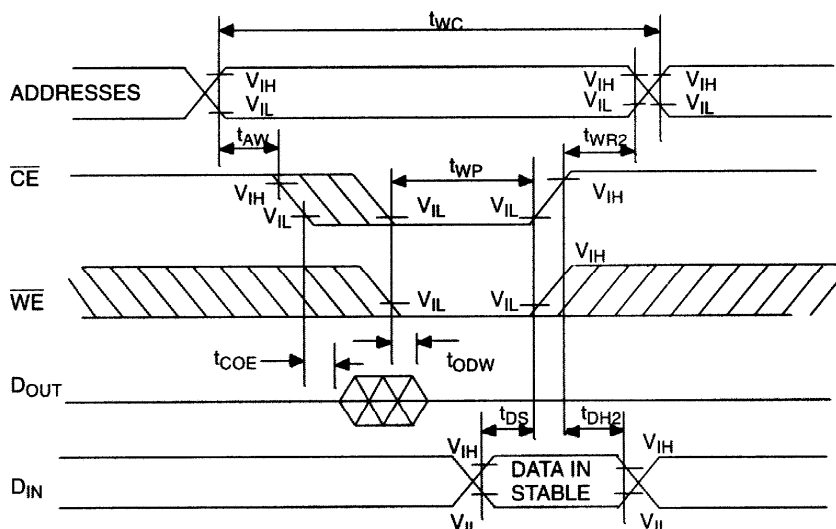 tWC
ADDRESSES
VIH
VIL
VIH
VIL
VIH
VIL
tAW
tWR2
CE
tWP
VIH
VIL
VIL
VIL
VIH
WE
VIH
VIL
VIL
tCOE
tODW
DOUT
tDS
tDH2
DIN
VIH
VIL
DATA IN
STABLE
VIH
VIL